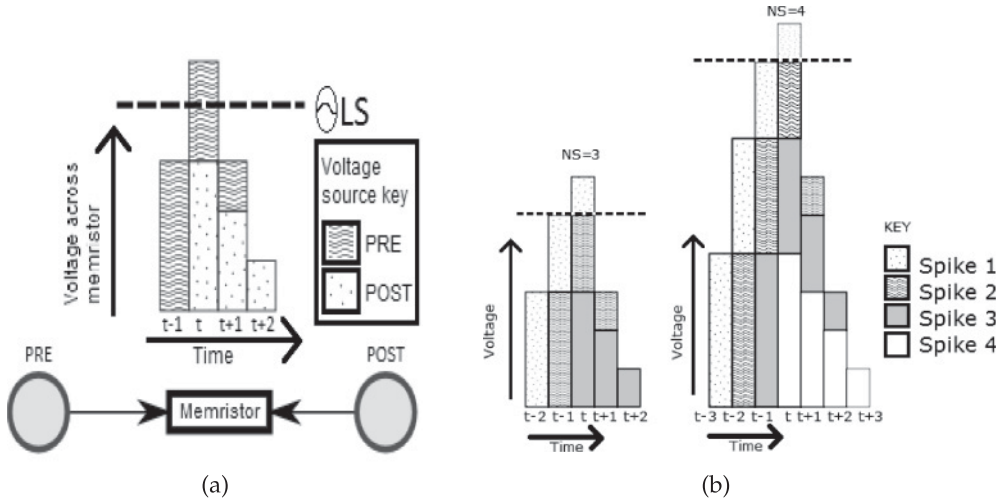 LS
Voltage across
memristor
Voltage
source key
PRE
POST
t-1 t t+1 t+2
Time
PRE
POST
Memristor
(a)
NS=3
Voltage
t-2 t-1 t t+1 t+2
Time
NS=4
Voltage
t-3 t-2 t-1 t t+1 t+2 t+3
Time
KEY
Spike 1
Spike 2
Spike 3
Spike 4
(b)